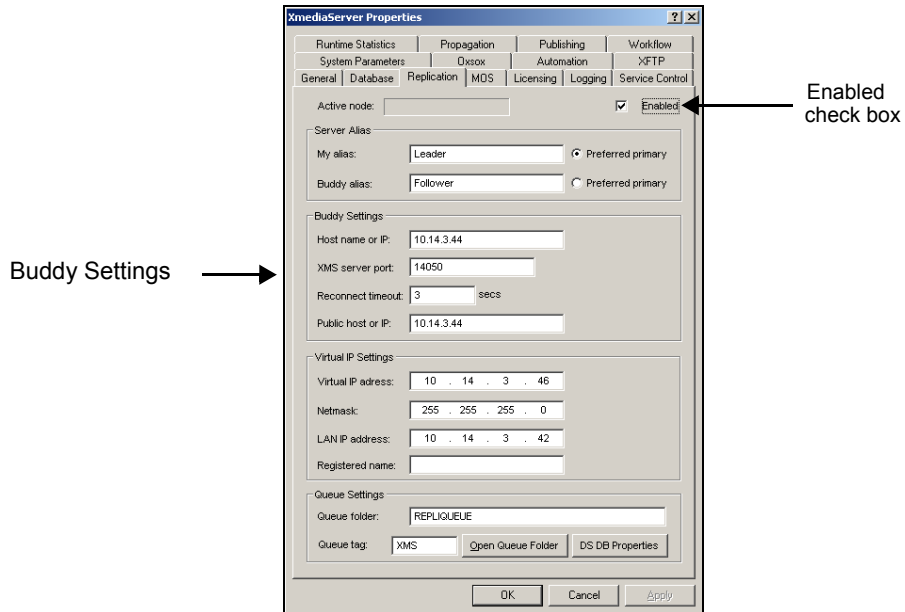 XmediaServer Properties
Runtime Statistics Propagation Publishing Workflow
System Parameters Oxsox Automation XFTP
General Database Replication MOS Licensing Logging Service Control
Active node: Enabled
Enabled
check box
Server Alias
My alias: Leader Preferred primary
Buddy alias: Follower Preferred primary
Buddy Settings
Buddy Settings
Host name or IP: 10.14.3.44
XMS server port: 14050
Reconnect timeout: 3 secs
Public host or IP: 10.14.3.44
Virtual IP Settings
Virtual IP adress: 10 . 14 . 3 . 46
Netmask: 255 . 255 . 255 . 0
LAN IP address: 10 . 14 . 3 . 42
Registered name:
Queue Settings
Queue folder: REPLIQUEUE
Queue tag: XMS Open Queue Folder DS DB Properties
OK Cancel Apply